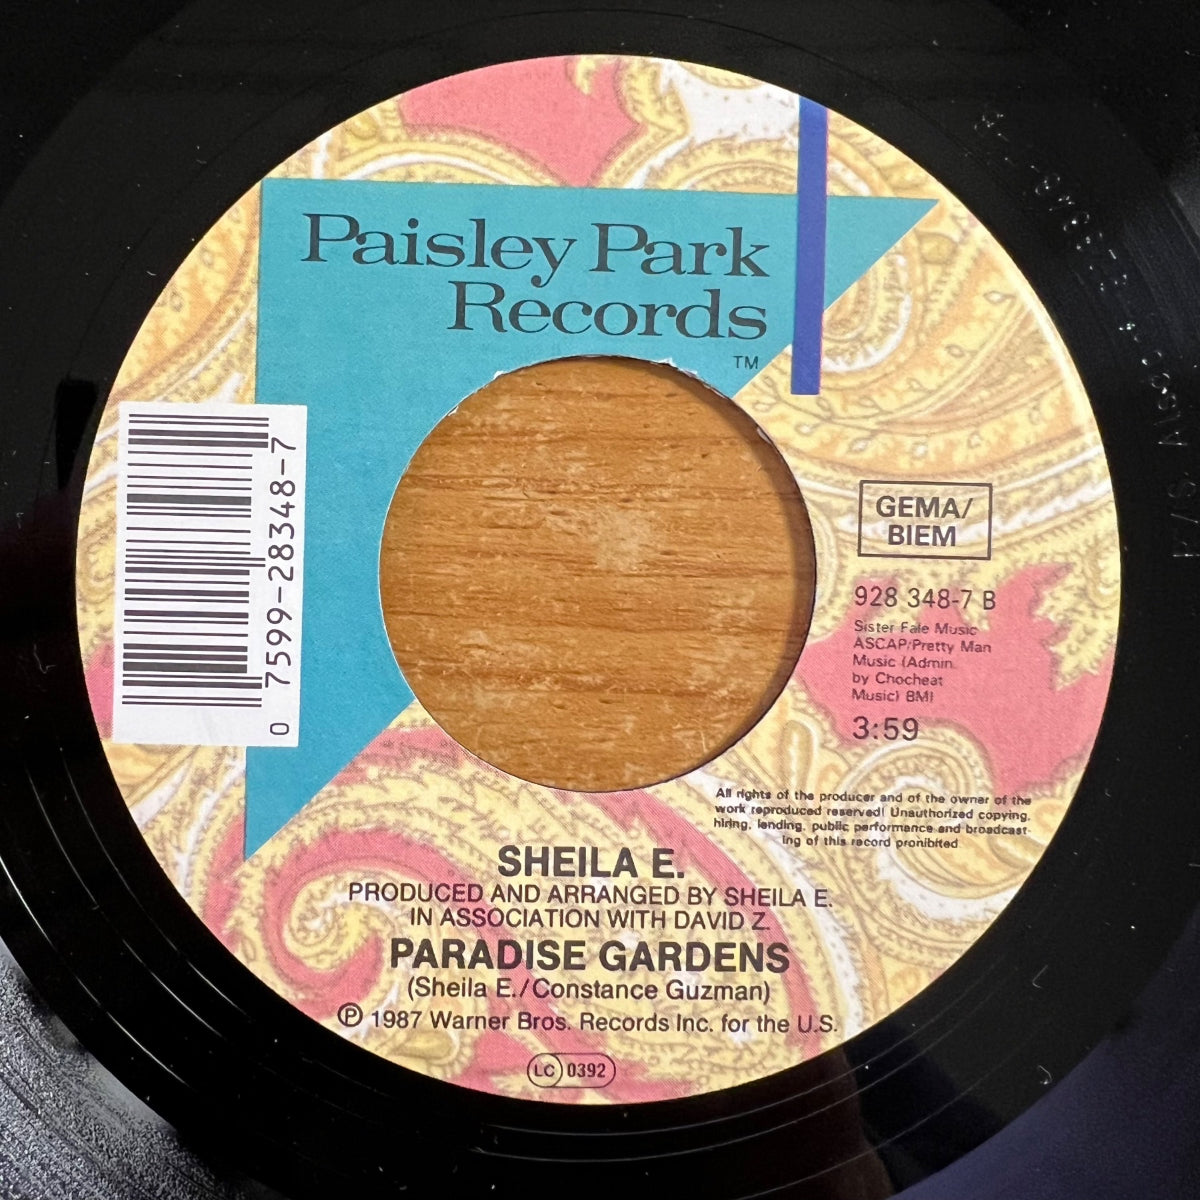 Paisley Park
Records
TM
0 7599-28348-7
GEMA/
BIEM
928 348-7 B
Sister Fate Music
ASCAP/Pretty Man
Music (Admin.
by Chocheat
Music) BMI
3:59
All rights of the producer and of the owner of the
work reproduced reserved! Unauthorized copying,
hiring, lending, public performance and broadcast-
ing of this record prohibited
SHEILA E.
PRODUCED AND ARRANGED BY SHEILA E.
IN ASSOCIATION WITH DAVID Z.
PARADISE GARDENS
(Sheila E./Constance Guzman)
℗ 1987 Warner Bros. Records Inc. for the U.S.
LC 0392